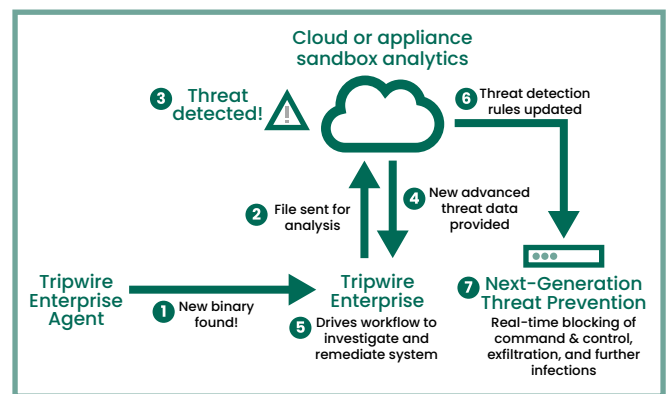 Cloud or appliance
sandbox analytics
3 Threat
detected!
6 Threat detection
rules updated
2 File sent for
analysis
4 New advanced
threat data
provided
Tripwire
Enterprise
Agent
1 New binary
found!
Tripwire
Enterprise
5 Drives workflow to
investigate and
remediate system
7 Next-Generation
Threat Prevention
Real-time blocking of
command & control,
exfiltration, and further
infections